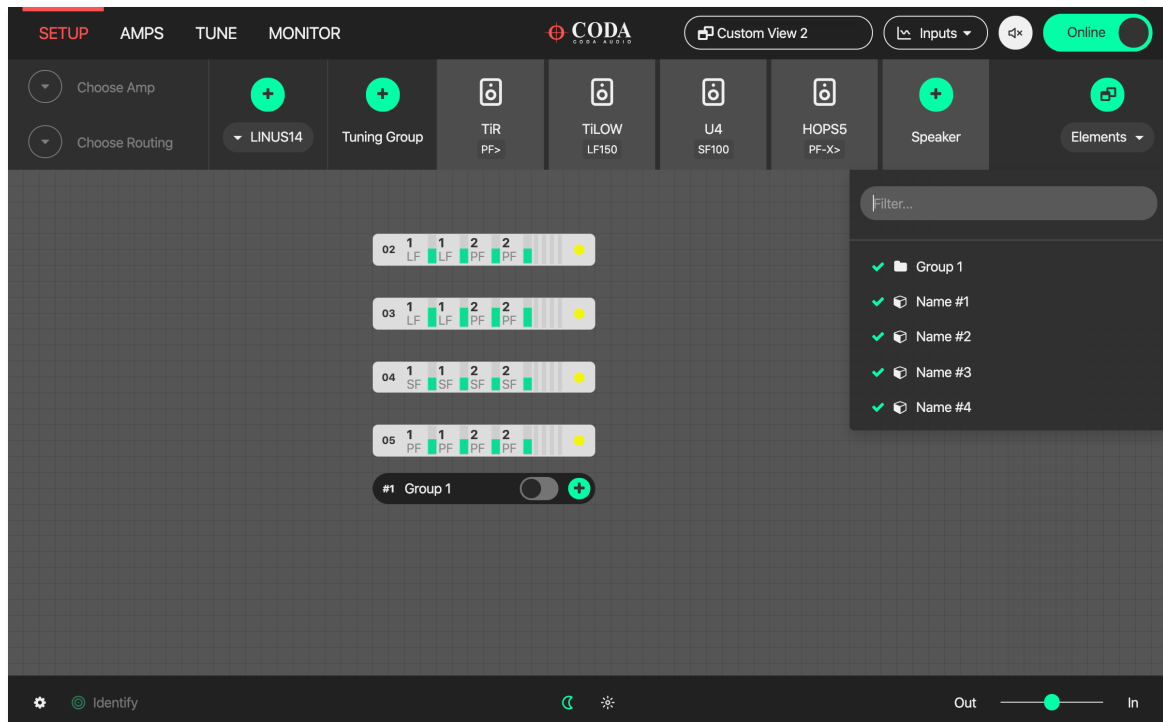 SETUP AMPS TUNE MONITOR CODA Custom View 2 Inputs Online
CODA AUDIO
Choose Amp
Choose Routing
LINUS14 Tuning Group TiR TiLOW U4 HOPS5 Speaker Elements
PF> LF150 SF100 PF-X>
Filter...
Group 1
Name #1
Name #2
Name #3
Name #4
02 1 1 2 2
LF LF PF PF
03 1 1 2 2
LF LF PF PF
04 1 1 2 2
SF SF SF SF
05 1 1 2 2
PF PF PF PF
#1 Group 1
Identify Out In